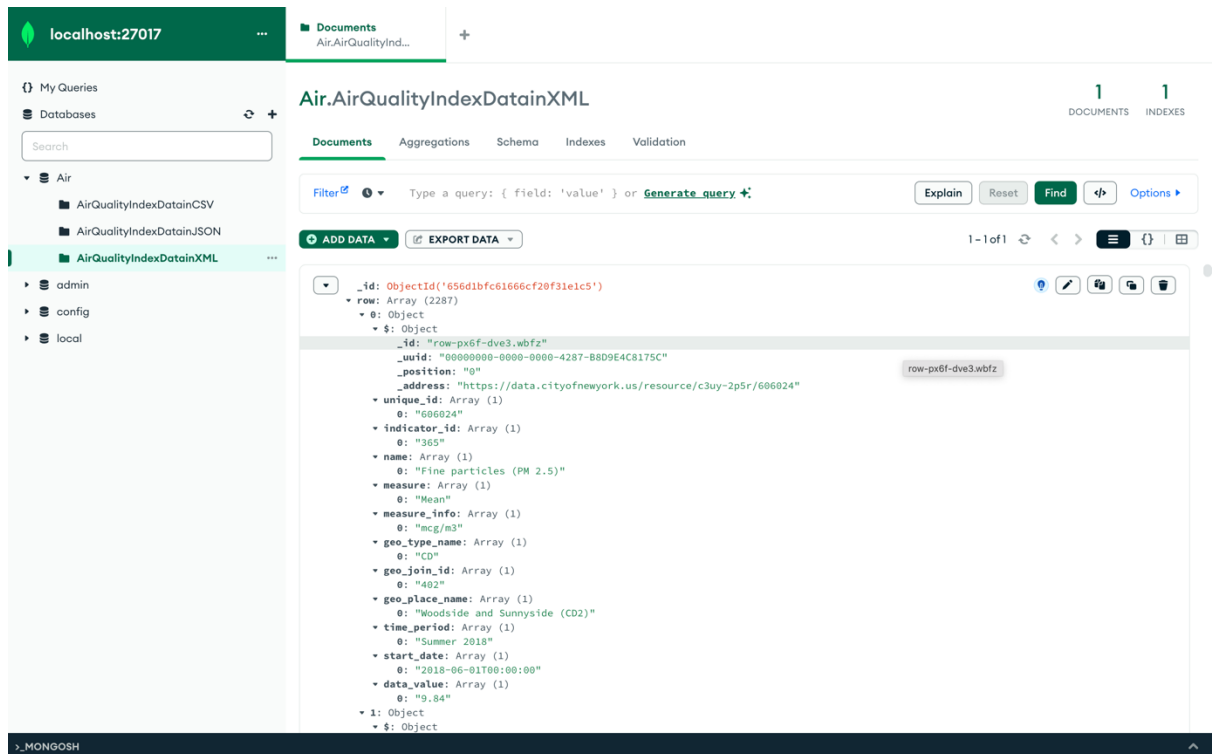 localhost:27017
Documents
Air.AirQualityInd...
My Queries
Databases
Search
Air
AirQualityIndexDatainCSV
AirQualityIndexDatainJSON
AirQualityIndexDatainXML
admin
config
local
Air.AirQualityIndexDatainXML
1
DOCUMENTS
1
INDEXES
Documents Aggregations Schema Indexes Validation
Filter Type a query: { field: 'value' } or Generate query Explain Reset Find </> Options
ADD DATA EXPORT DATA 1 - 1 of 1 {}
_id: ObjectId('656d1bfc61666cf20f31e1c5')
row: Array (2287)
0: Object
$: Object
_id: "row-px6f-dve3.wbfz"
_uuid: "00000000-0000-0000-4287-B8D9E4C8175C"
_position: "0"
row-px6f-dve3.wbfz
_address: "https://data.cityofnewyork.us/resource/c3uy-2p5r/606024"
unique_id: Array (1)
0: "606024"
indicator_id: Array (1)
0: "365"
name: Array (1)
0: "Fine particles (PM 2.5)"
measure: Array (1)
0: "Mean"
measure_info: Array (1)
0: "mcg/m3"
geo_type_name: Array (1)
0: "CD"
geo_join_id: Array (1)
0: "402"
geo_place_name: Array (1)
0: "Woodside and Sunnyside (CD2)"
time_period: Array (1)
0: "Summer 2018"
start_date: Array (1)
0: "2018-06-01T00:00:00"
data_value: Array (1)
0: "9.84"
1: Object
$: Object
>_MONGOSH